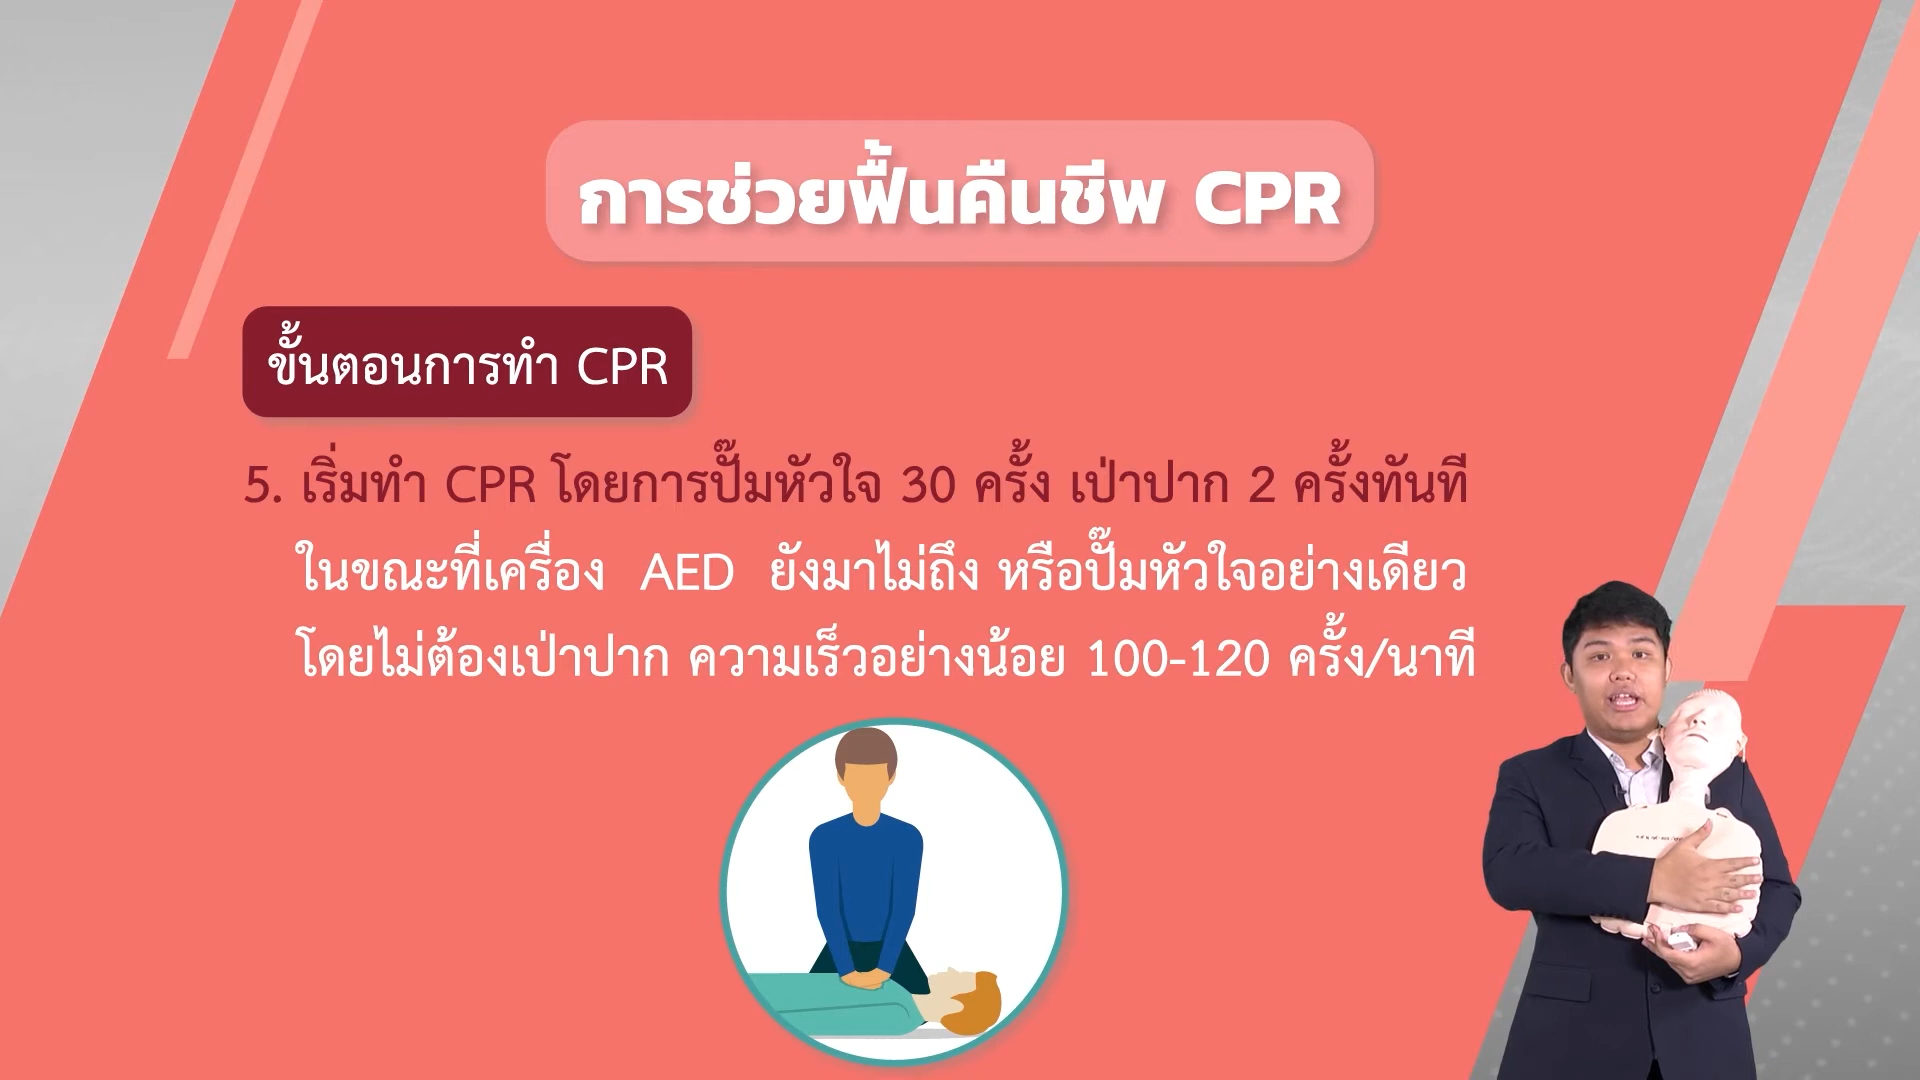 การช่วยฟื้นคืนชีพ CPR
ขั้นตอนการทำ CPR
5. เริ่มทำ CPR โดยการปั๊มหัวใจ 30 ครั้ง เป่าปาก 2 ครั้งทันที
ในขณะที่เครื่อง AED ยังมาไม่ถึง หรือปั๊มหัวใจอย่างเดียว
โดยไม่ต้องเป่าปาก ความเร็วอย่างน้อย 100-120 ครั้ง/นาที